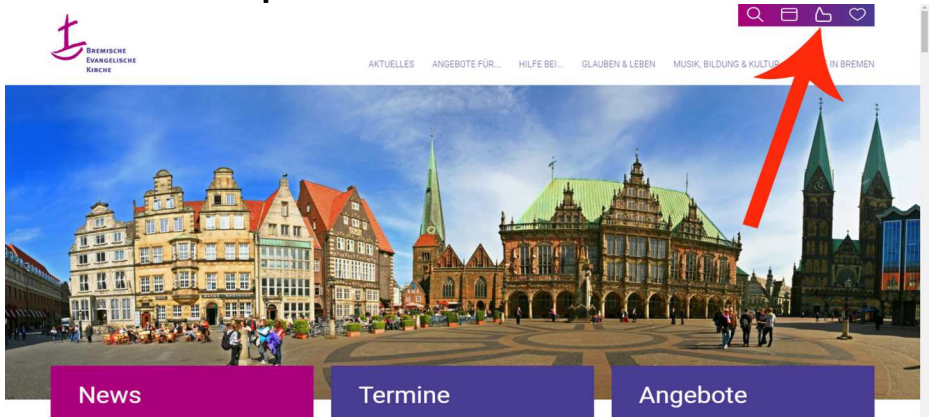 BREMISCHE
EVANGELISCHE
KIRCHE
AKTUELLES ANGEBOTE FÜR... HILFE BEI... GLAUBEN & LEBEN MUSIK, BILDUNG & KULTUR IN BREMEN
News Termine Angebote